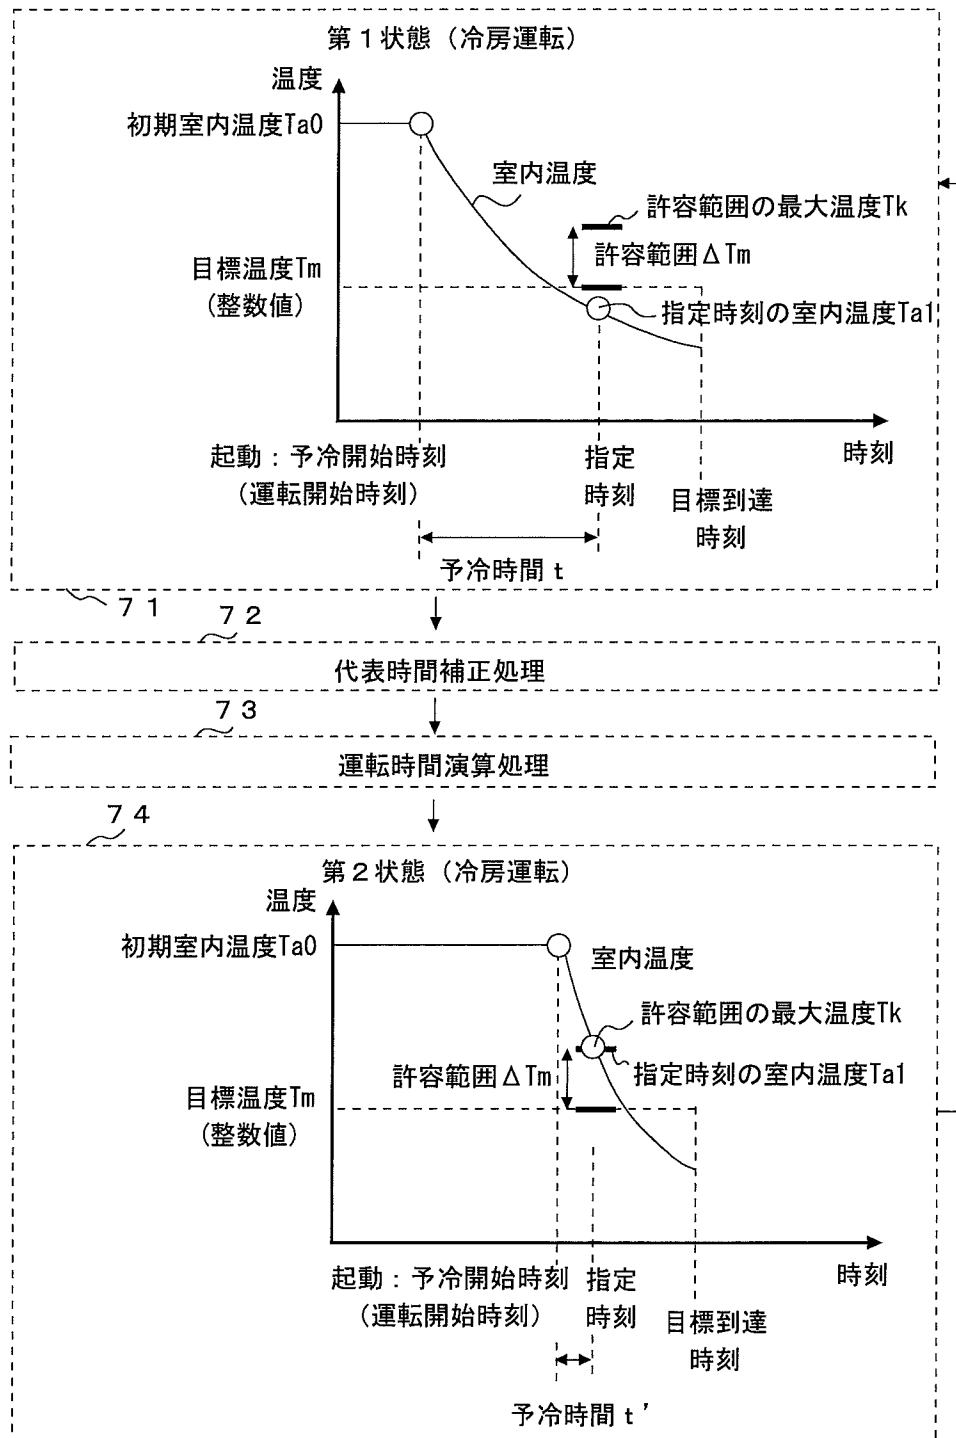 第1状態（冷房運転）
温度
初期室内温度Ta0
室内温度
許容範囲の最大温度Tk
許容範囲ΔTm
目標温度Tm
(整数値)
指定時刻の室内温度Ta1
時刻
起動：予冷開始時刻
（運転開始時刻）
指定
時刻
目標到達
時刻
予冷時間 t
71
72
代表時間補正処理
73
運転時間演算処理
74
第2状態（冷房運転）
温度
初期室内温度Ta0
室内温度
許容範囲の最大温度Tk
許容範囲ΔTm
指定時刻の室内温度Ta1
目標温度Tm
(整数値)
時刻
起動：予冷開始時刻
（運転開始時刻）
指定
時刻
目標到達
時刻
予冷時間 t'